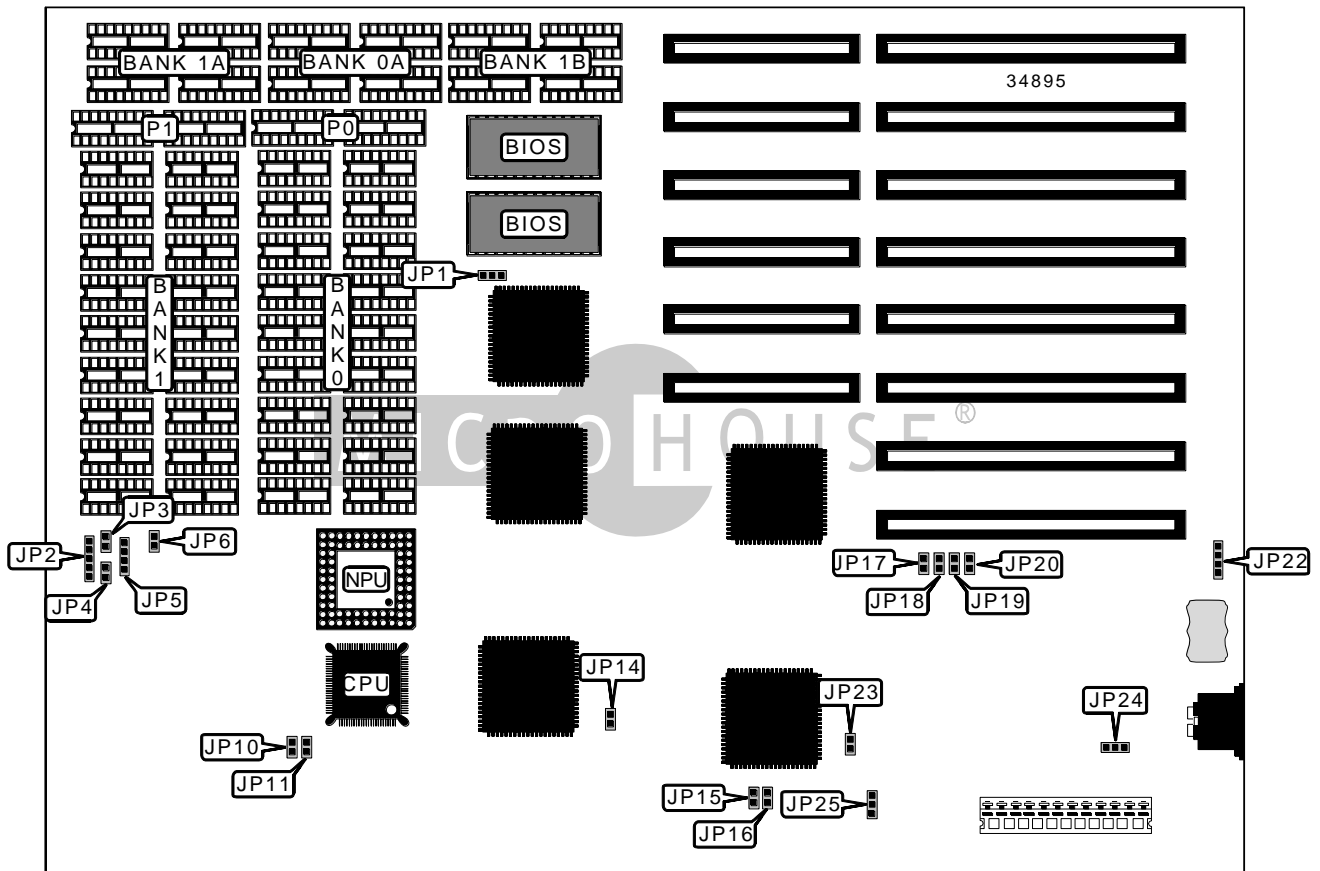 BANK 1A
BANK 0A
BANK 1B
34895
P1
P0
BIOS
BIOS
JP1
BANK1
BANK0
MICRO HOUSE®
JP3
JP2
JP6
JP4
JP5
NPU
JP17
JP20
JP22
JP18
JP19
JP14
CPU
JP23
JP24
JP10
JP11
JP15
JP25
JP16